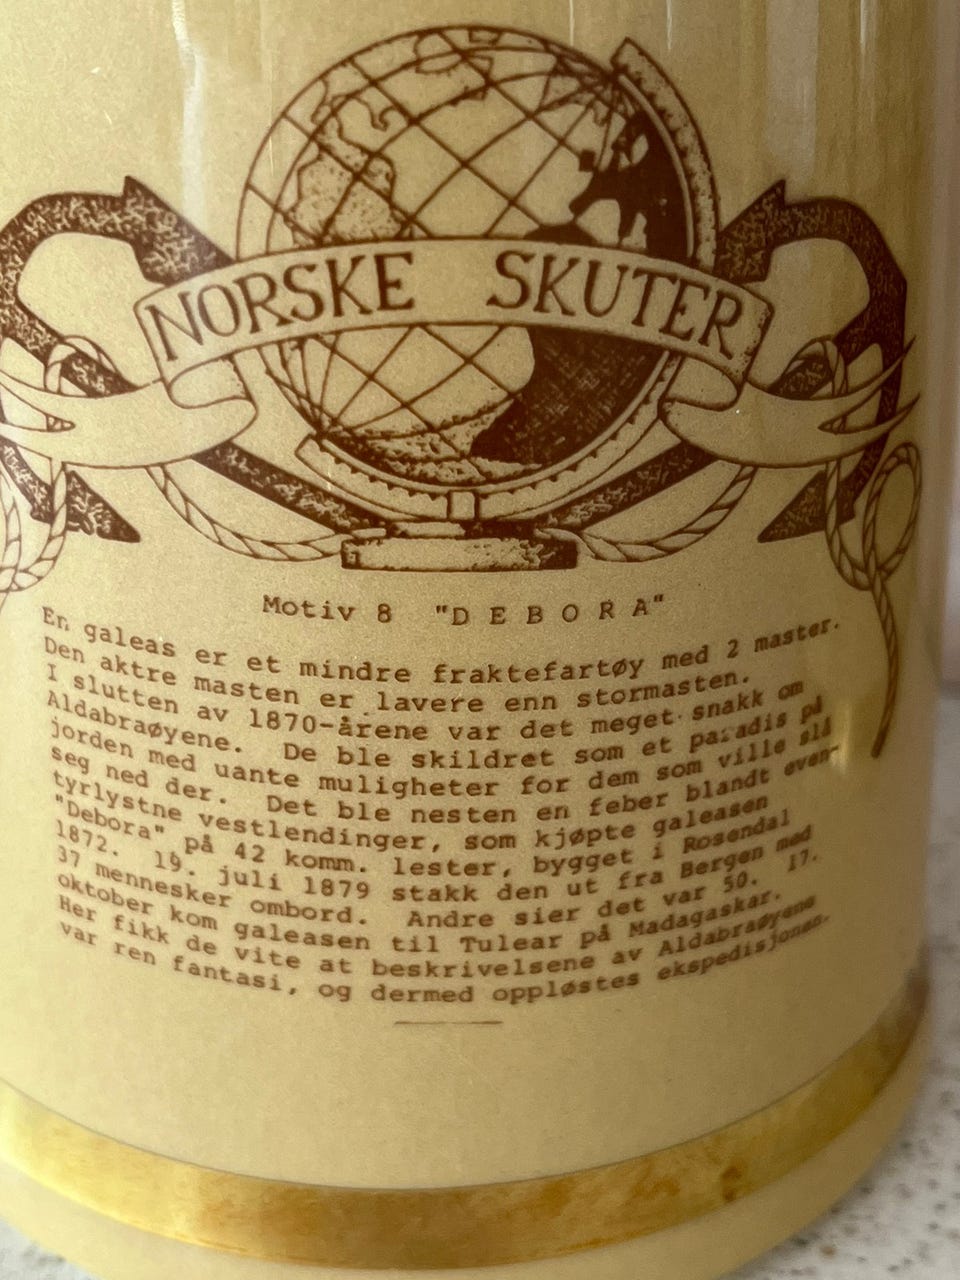 NORSKE SKUTER
Motiv 8 "DEBORA"
En galeas er et mindre fraktefartøy med 2 master.
Den aktre masten er lavere enn stormasten.
I slutten av 1870-årene var det meget snakk om
Aldabraøyene. De ble skildret som et paradis på
jorden med uante muligheter for dem som ville slå
seg ned der. Det ble nesten en feber blandt even-
tyrlystne vestlendinger, som kjøpte galeasen
"Debora" på 42 komm. lester, bygget i Rosendal
1872. 19. juli 1879 stakk den ut fra Bergen med
37 mennesker ombord. Andre sier det var 50. 17.
oktober kom galeasen til Tulear på Madagaskar.
Her fikk de vite at beskrivelsene av Aldabraøyene
var ren fantasi, og dermed oppløstes ekspedisjonen.